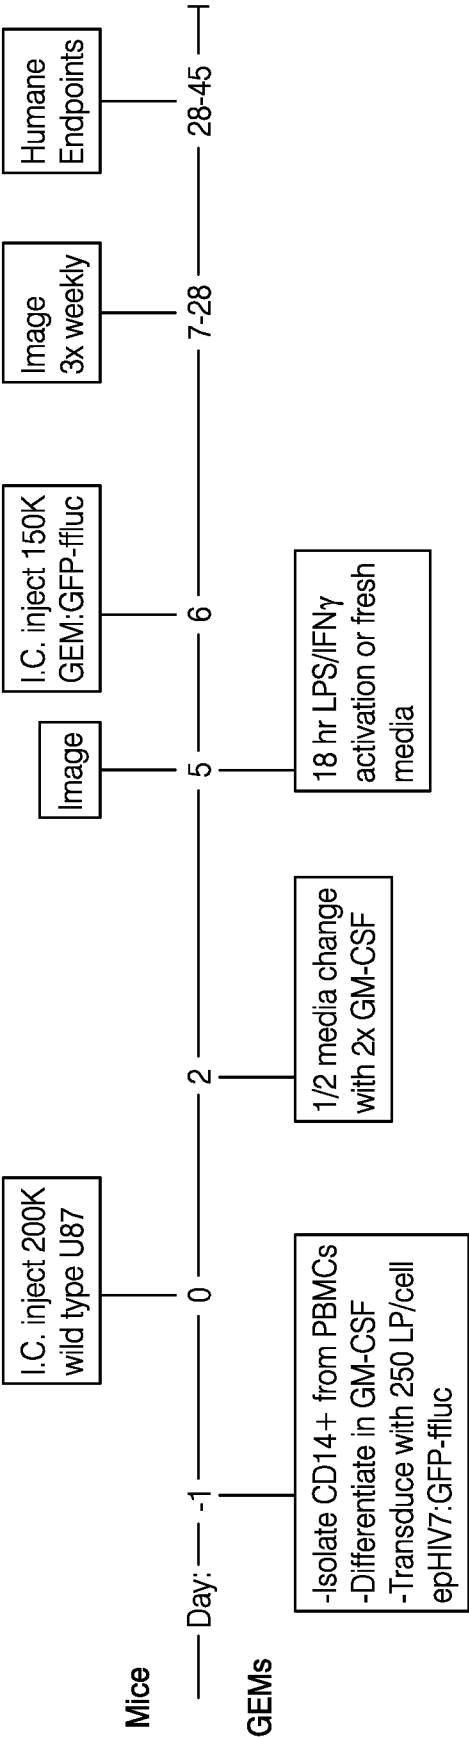 Mice
I.C. inject 200K
wild type U87
Image
I.C. inject 150K
GEM:GFP-ffluc
Image
3x weekly
Humane
Endpoints
Day: -1 0 2 5 6 7-28 28-45
GEMs
-Isolate CD14+ from PBMCs
-Differentiate in GM-CSF
-Transduce with 250 LP/cell
epHIV7:GFP-ffluc
1/2 media change
with 2x GM-CSF
18 hr LPS/IFNγ
activation or fresh
media